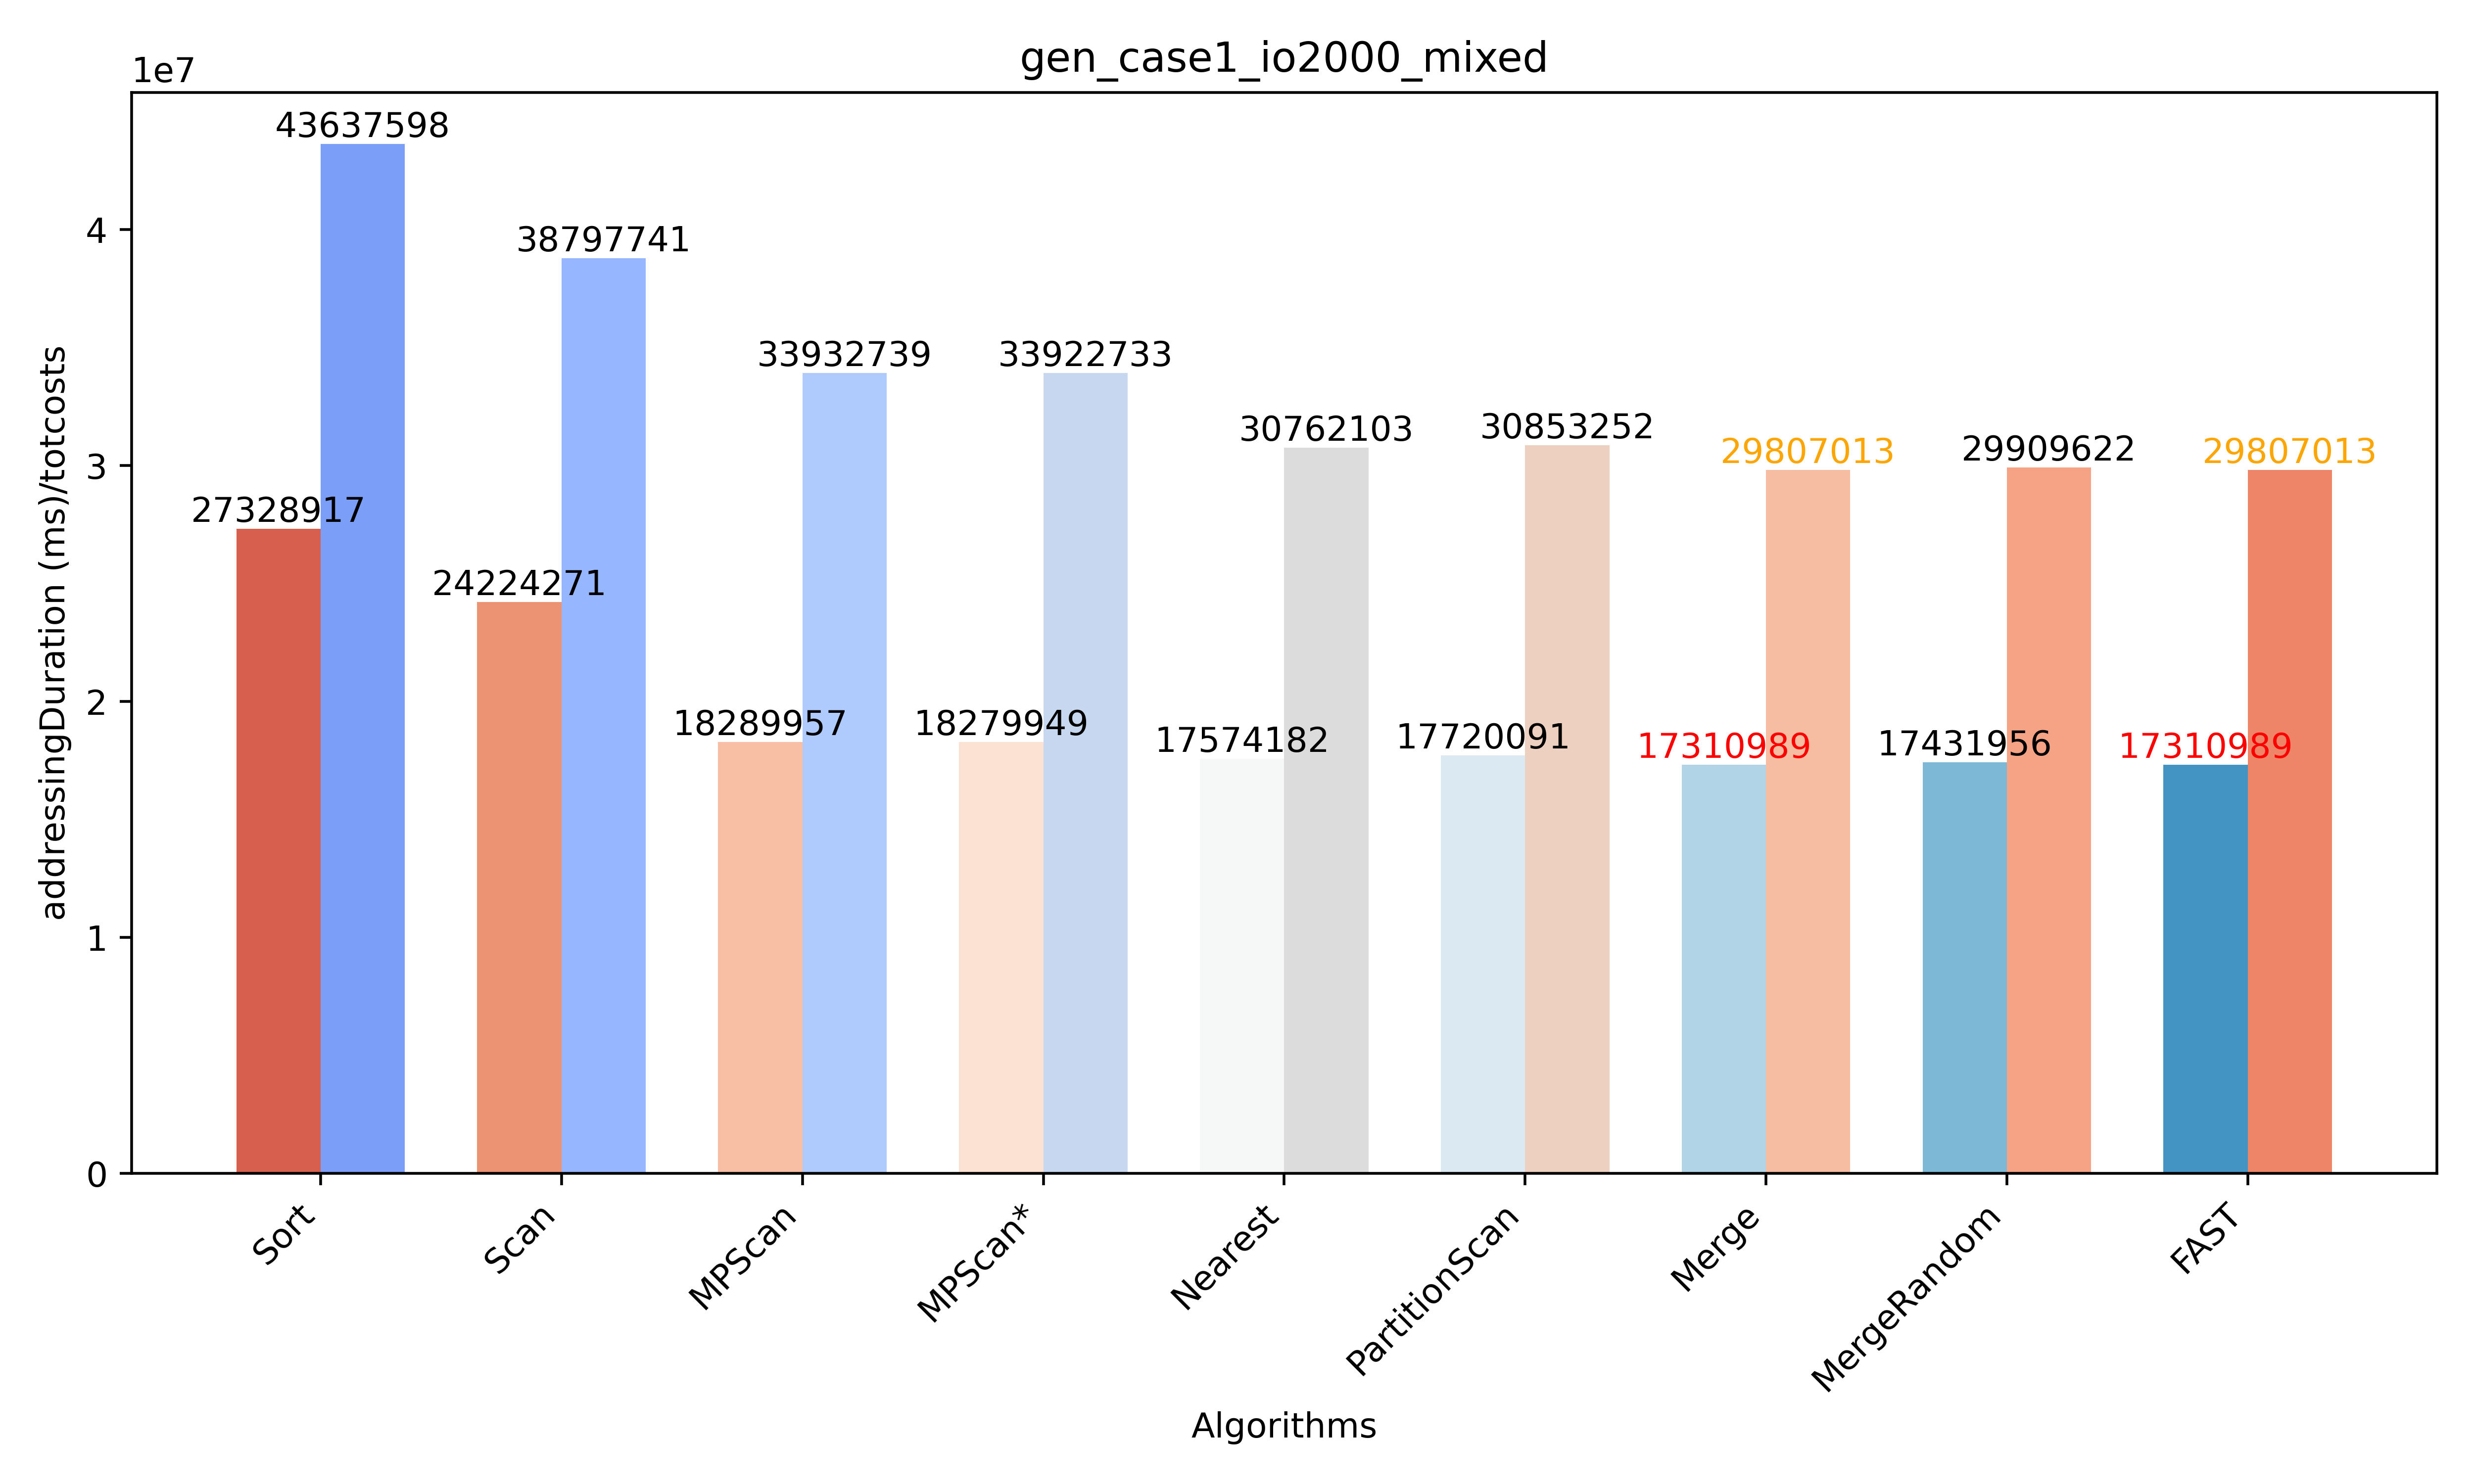 gen_case1_io2000_mixed
1e7
addressingDuration (ms)/totcosts
4
3
2
1
0
43637598
38797741
33932739
33922733
30762103
30853252
29807013
29909622
29807013
27328917
24224271
18289957
18279949
17574182
17720091
17310989
17431956
17310989
Sort
Scan
MPScan
MPScan*
Nearest
PartitionScan
Merge
MergeRandom
FAST
Algorithms